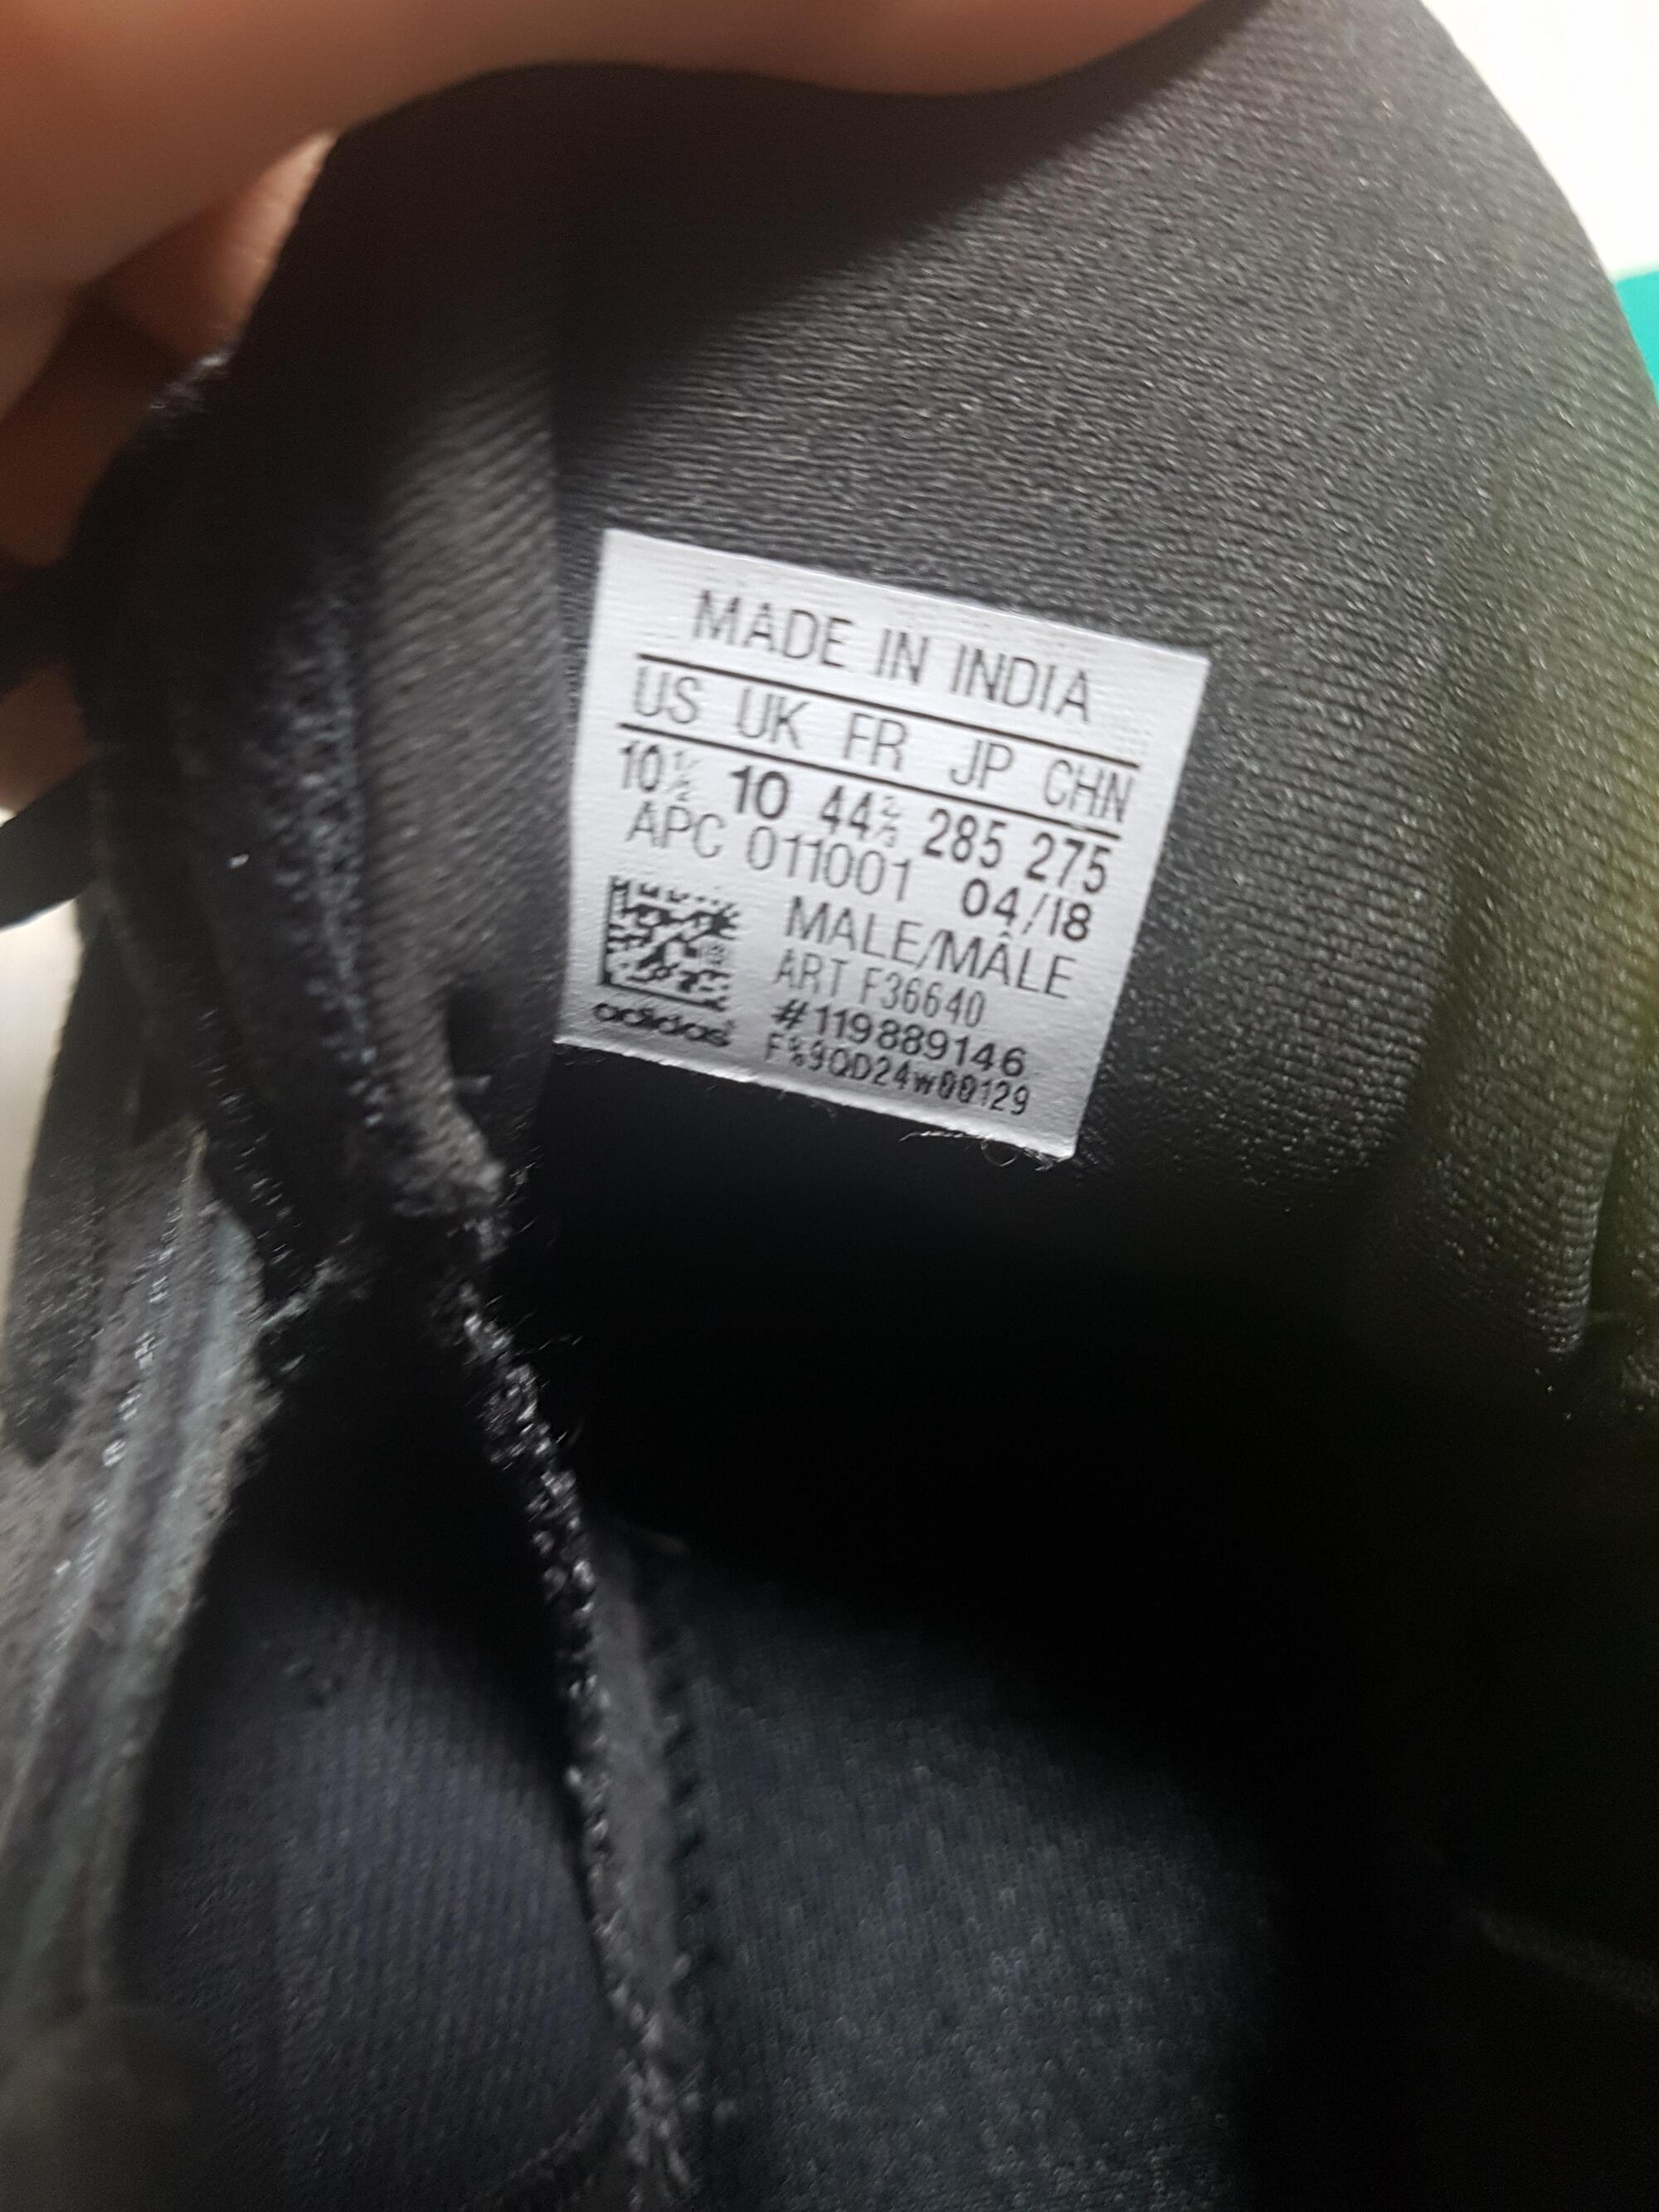 MADE IN INDIA
US UK FR JP CHN
10½ 10 44⅔ 285 275
APC 011001 04/18
MALE/MÂLE
ART F36640
#119889146
adidas